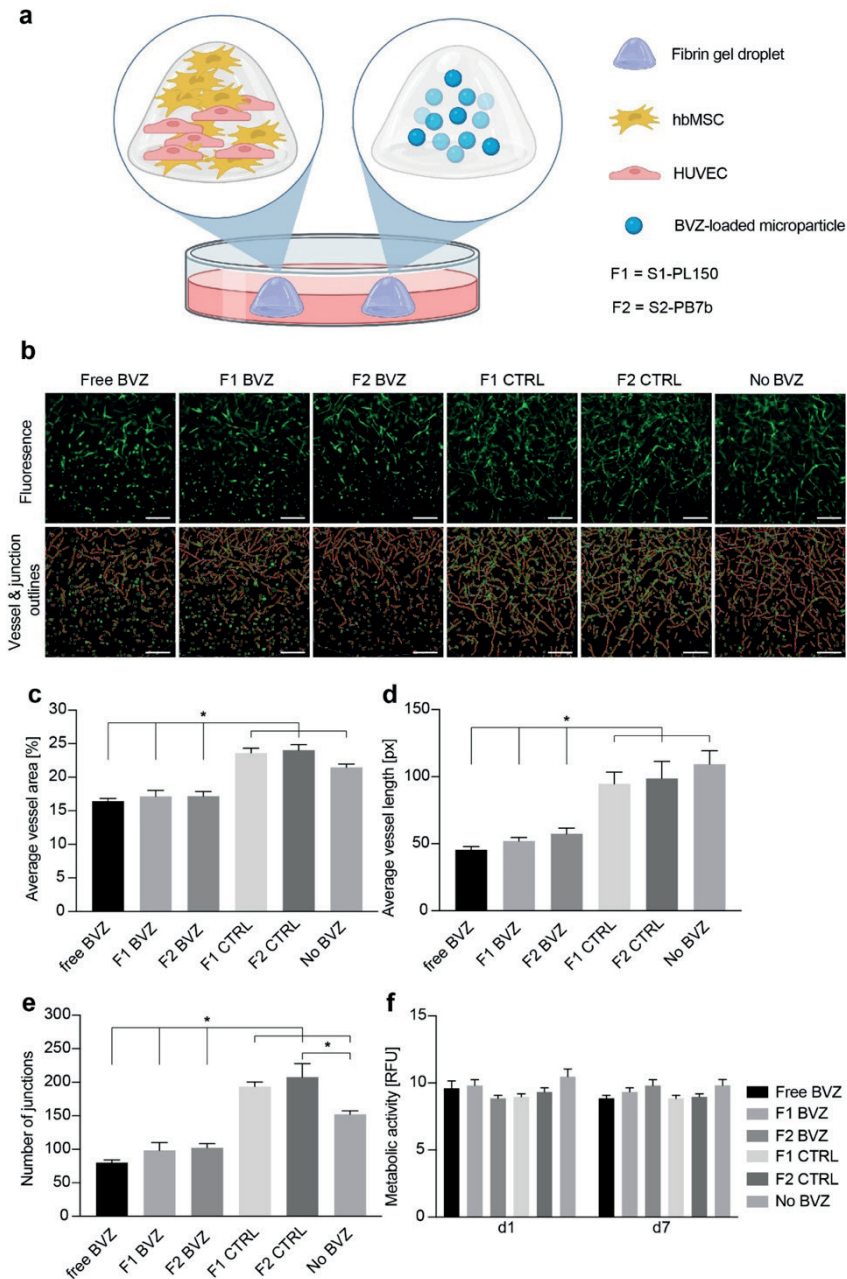 a
Fibrin gel droplet
hbMSC
HUVEC
BVZ-loaded microparticle
F1 = S1-PL150
F2 = S2-PB7b
b
Free BVZ F1 BVZ F2 BVZ F1 CTRL F2 CTRL No BVZ
Fluoresence
Vessel & junction
outlines
c
Average vessel area [%]
30
25
20
15
10
5
0
*
free BVZ
F1 BVZ
F2 BVZ
F1 CTRL
F2 CTRL
No BVZ
d
Average vessel length [px]
150
100
50
0
*
free BVZ
F1 BVZ
F2 BVZ
F1 CTRL
F2 CTRL
No BVZ
e
Number of junctions
300
250
200
150
100
50
0
*
*
free BVZ
F1 BVZ
F2 BVZ
F1 CTRL
F2 CTRL
No BVZ
f
Metabolic activity [RFU]
15
10
5
0
d1 d7
Free BVZ
F1 BVZ
F2 BVZ
F1 CTRL
F2 CTRL
No BVZ